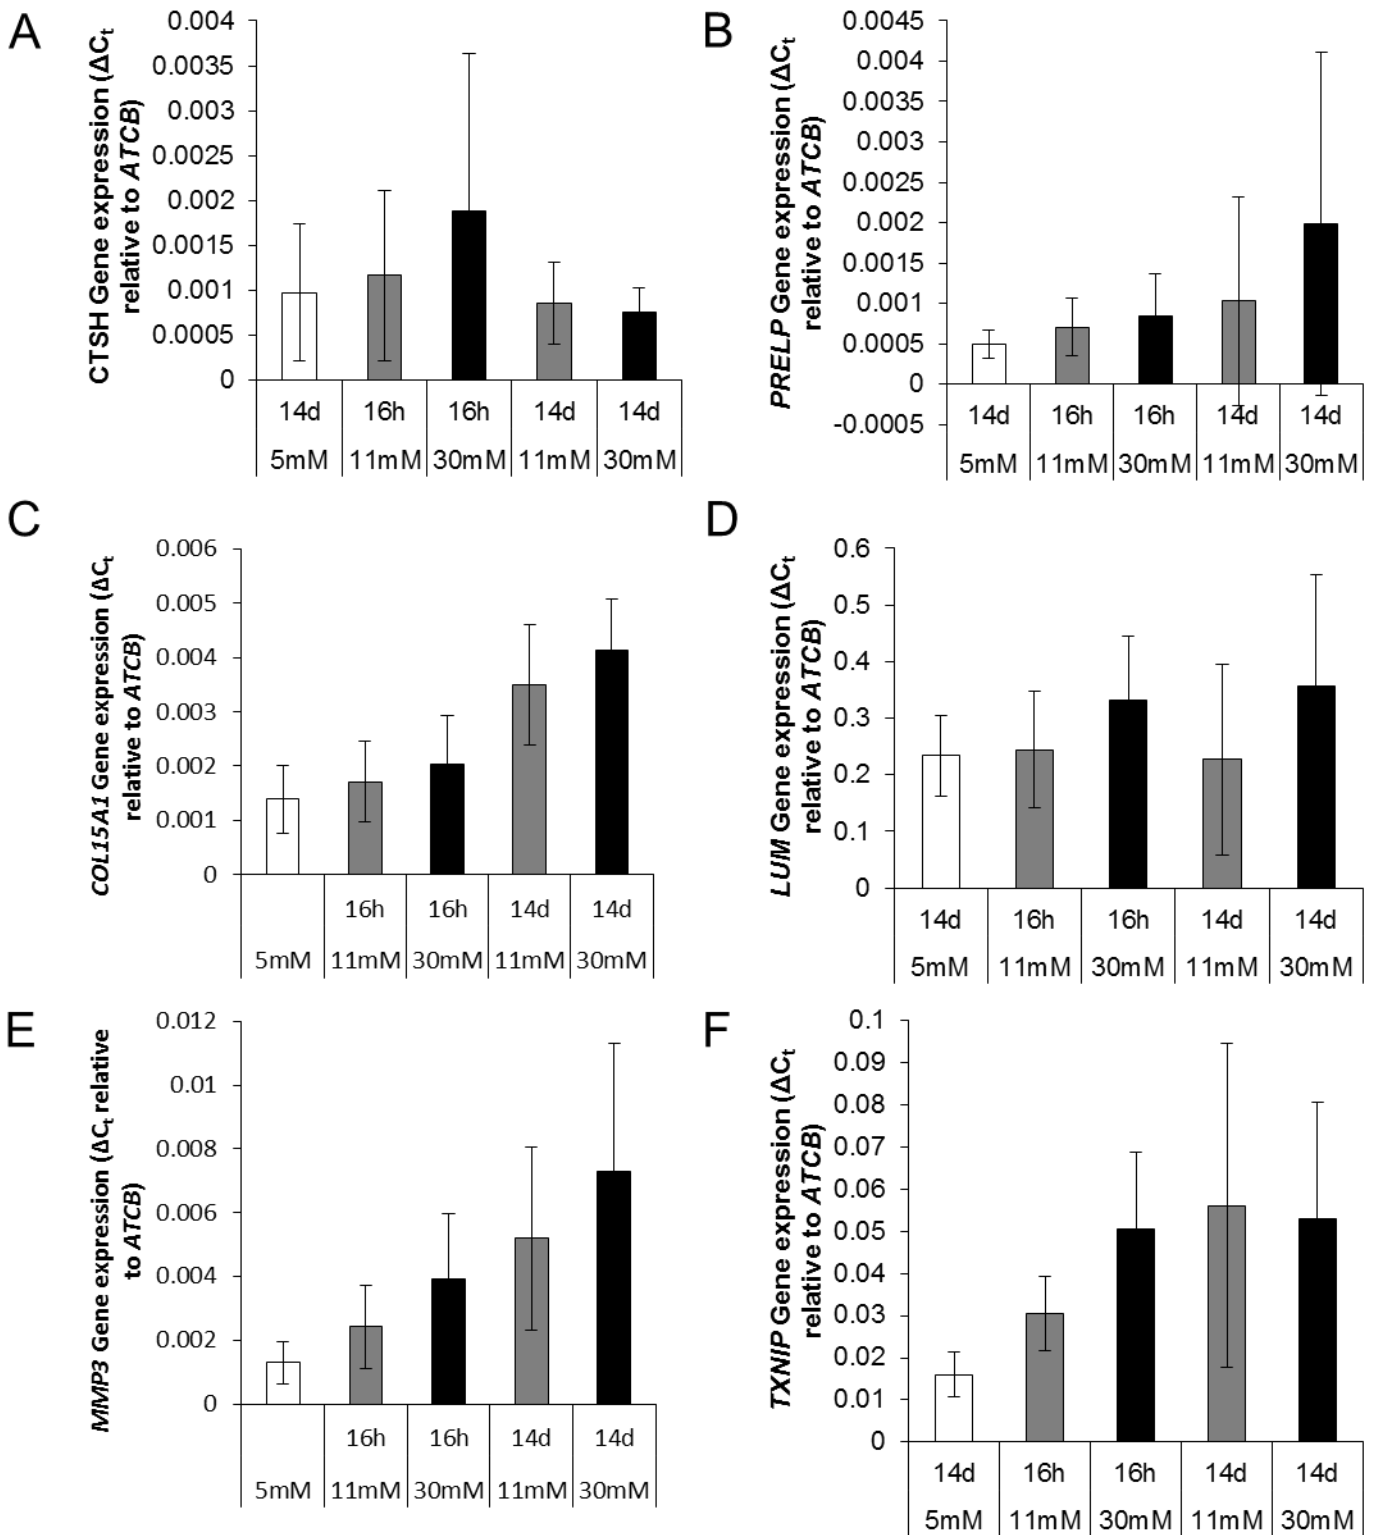 A
CTSH Gene expression (ΔCt
relative to ATCB)
0.004
0.0035
0.003
0.0025
0.002
0.0015
0.001
0.0005
0
14d 16h 16h 14d 14d
5mM 11mM 30mM 11mM 30mM
B
PRELP Gene expression (ΔCt
relative to ATCB)
0.0045
0.004
0.0035
0.003
0.0025
0.002
0.0015
0.001
0.0005
0
-0.0005
14d 16h 16h 14d 14d
5mM 11mM 30mM 11mM 30mM
C
COL15A1 Gene expression (ΔCt
relative to ATCB)
0.006
0.005
0.004
0.003
0.002
0.001
0
16h 16h 14d 14d
5mM 11mM 30mM 11mM 30mM
D
LUM Gene expression (ΔCt
relative to ATCB)
0.6
0.5
0.4
0.3
0.2
0.1
0
14d 16h 16h 14d 14d
5mM 11mM 30mM 11mM 30mM
E
MMP3 Gene expression (ΔCt relative
to ATCB)
0.012
0.01
0.008
0.006
0.004
0.002
0
16h 16h 14d 14d
5mM 11mM 30mM 11mM 30mM
F
TXNIP Gene expression (ΔCt
relative to ATCB)
0.1
0.09
0.08
0.07
0.06
0.05
0.04
0.03
0.02
0.01
0
14d 16h 16h 14d 14d
5mM 11mM 30mM 11mM 30mM